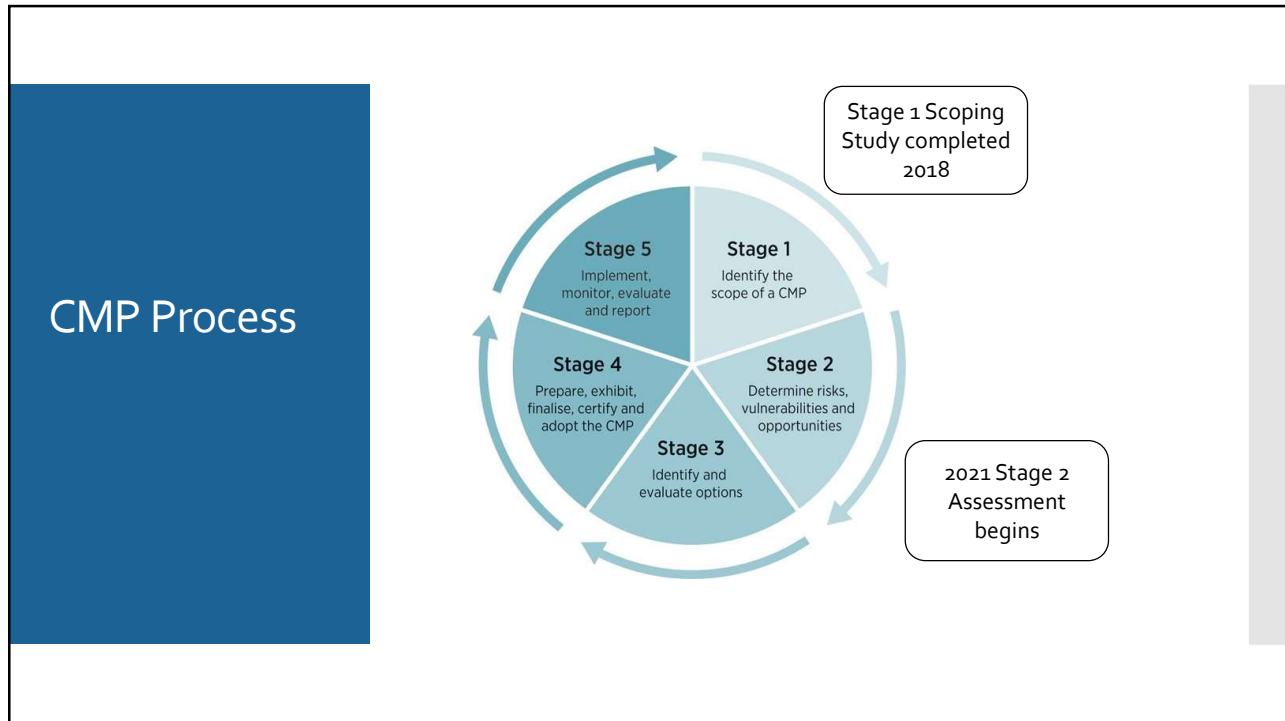 CMP Process
Stage 1 Scoping
Study completed
2018
Stage 1
Identify the
scope of a CMP
Stage 2
Determine risks,
vulnerabilities and
opportunities
2021 Stage 2
Assessment
begins
Stage 3
Identify and
evaluate options
Stage 4
Prepare, exhibit,
finalise, certify and
adopt the CMP
Stage 5
Implement,
monitor, evaluate
and report